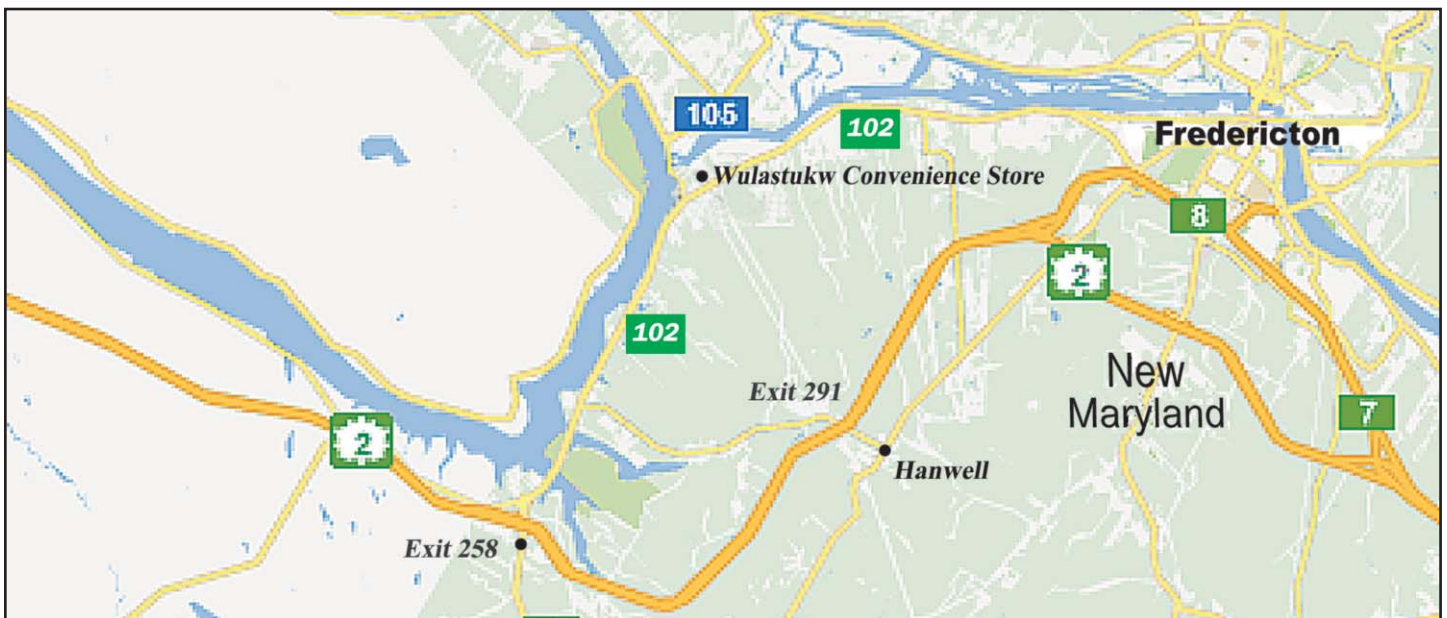 105
102
Fredericton
Wulastukw Convenience Store
8
2
102
Exit 291
New
Maryland
7
2
Hanwell
Exit 258